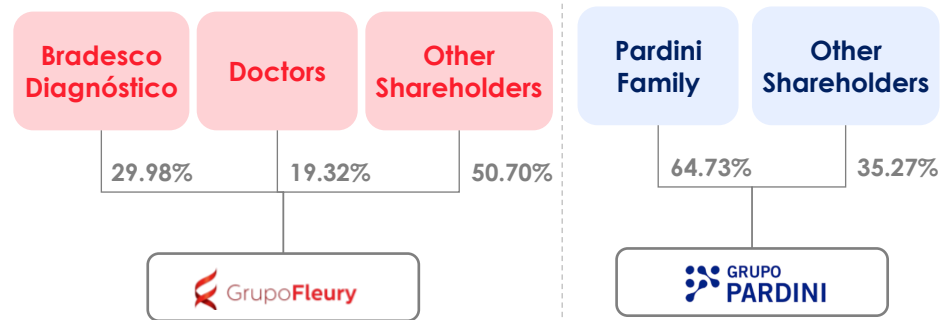 Bradesco
Diagnóstico
Doctors
Other
Shareholders
29.98%
19.32%
50.70%
GrupoFleury
Pardini
Family
Other
Shareholders
64.73%
35.27%
GRUPO
PARDINI